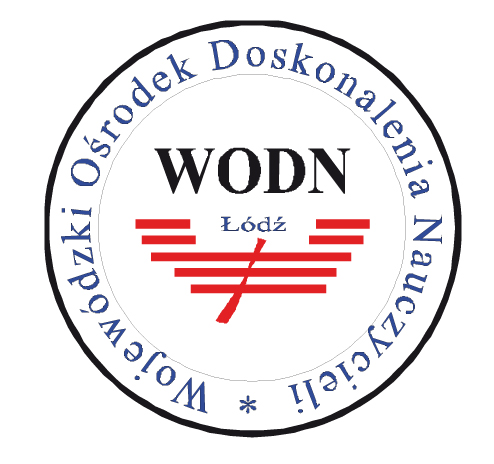 Wojewódzki Ośrodek Doskonalenia Nauczycieli *
WODN
Łódź